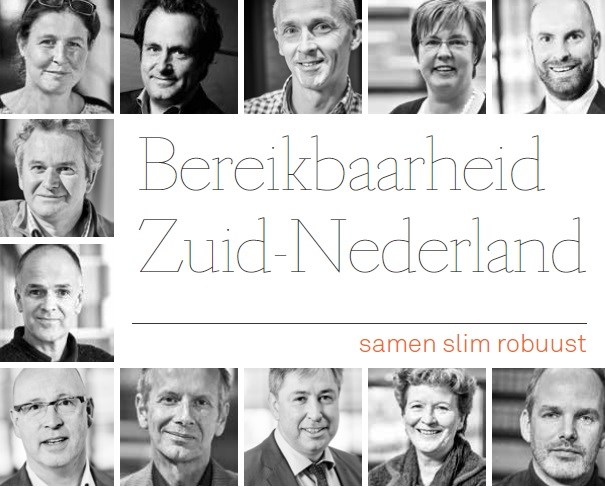 Bereikbaarheid
Zuid-Nederland
samen slim robuust